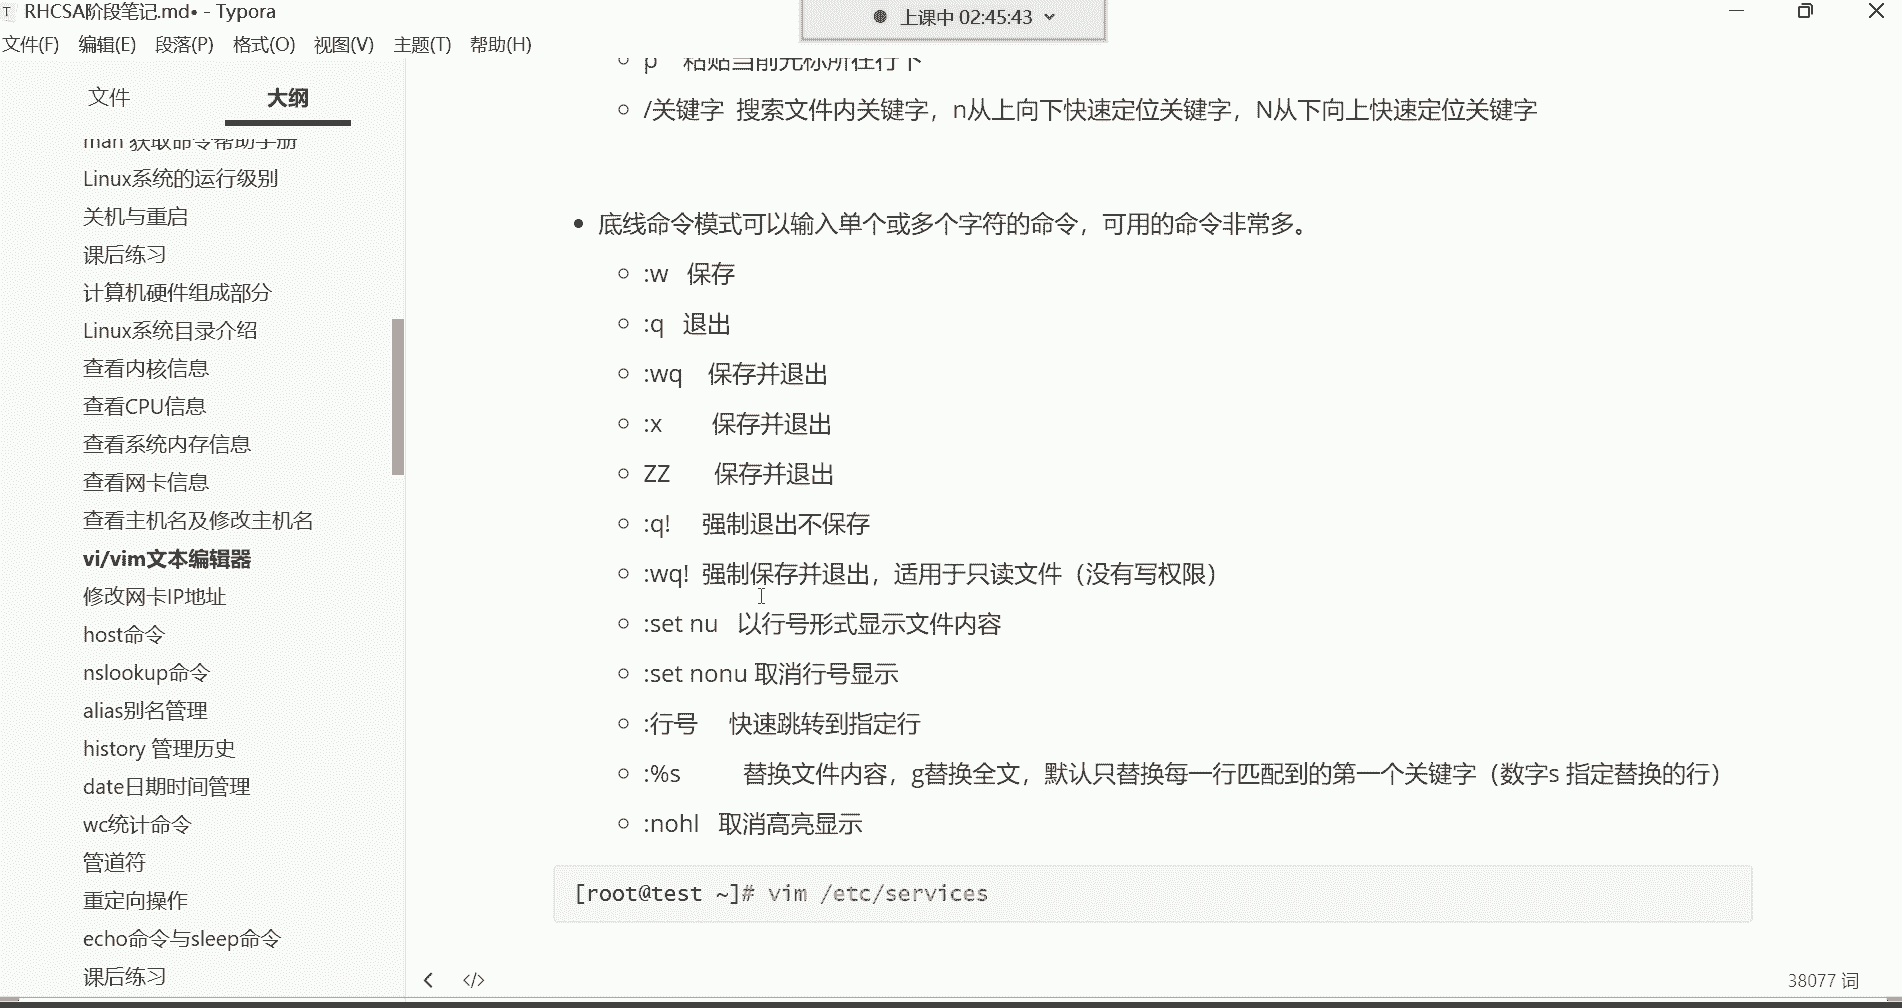 RHCSA阶段笔记.md• - Typora
上课中 02:45:43
文件(F) 编辑(E) 段落(P) 格式(O) 视图(V) 主题(T) 帮助(H)
文件 大纲
man 获取命令帮助手册
Linux系统的运行级别
关机与重启
课后练习
计算机硬件组成部分
Linux系统目录介绍
查看内核信息
查看CPU信息
查看系统内存信息
查看网卡信息
查看主机名及修改主机名
vi/vim文本编辑器
修改网卡IP地址
host命令
nslookup命令
alias别名管理
history 管理历史
date日期时间管理
wc统计命令
管道符
重定向操作
echo命令与sleep命令
课后练习
p 粘贴当前光标所在行下
/关键字 搜索文件内关键字，n从上向下快速定位关键字，N从下向上快速定位关键字
底线命令模式可以输入单个或多个字符的命令，可用的命令非常多。
:w 保存
:q 退出
:wq 保存并退出
:x 保存并退出
ZZ 保存并退出
:q! 强制退出不保存
:wq! 强制保存并退出，适用于只读文件（没有写权限）
:set nu 以行号形式显示文件内容
:set nonu 取消行号显示
:行号 快速跳转到指定行
:%s 替换文件内容，g替换全文，默认只替换每一行匹配到的第一个关键字（数字s 指定替换的行）
:nohl 取消高亮显示
[root@test ~]# vim /etc/services
38077 词